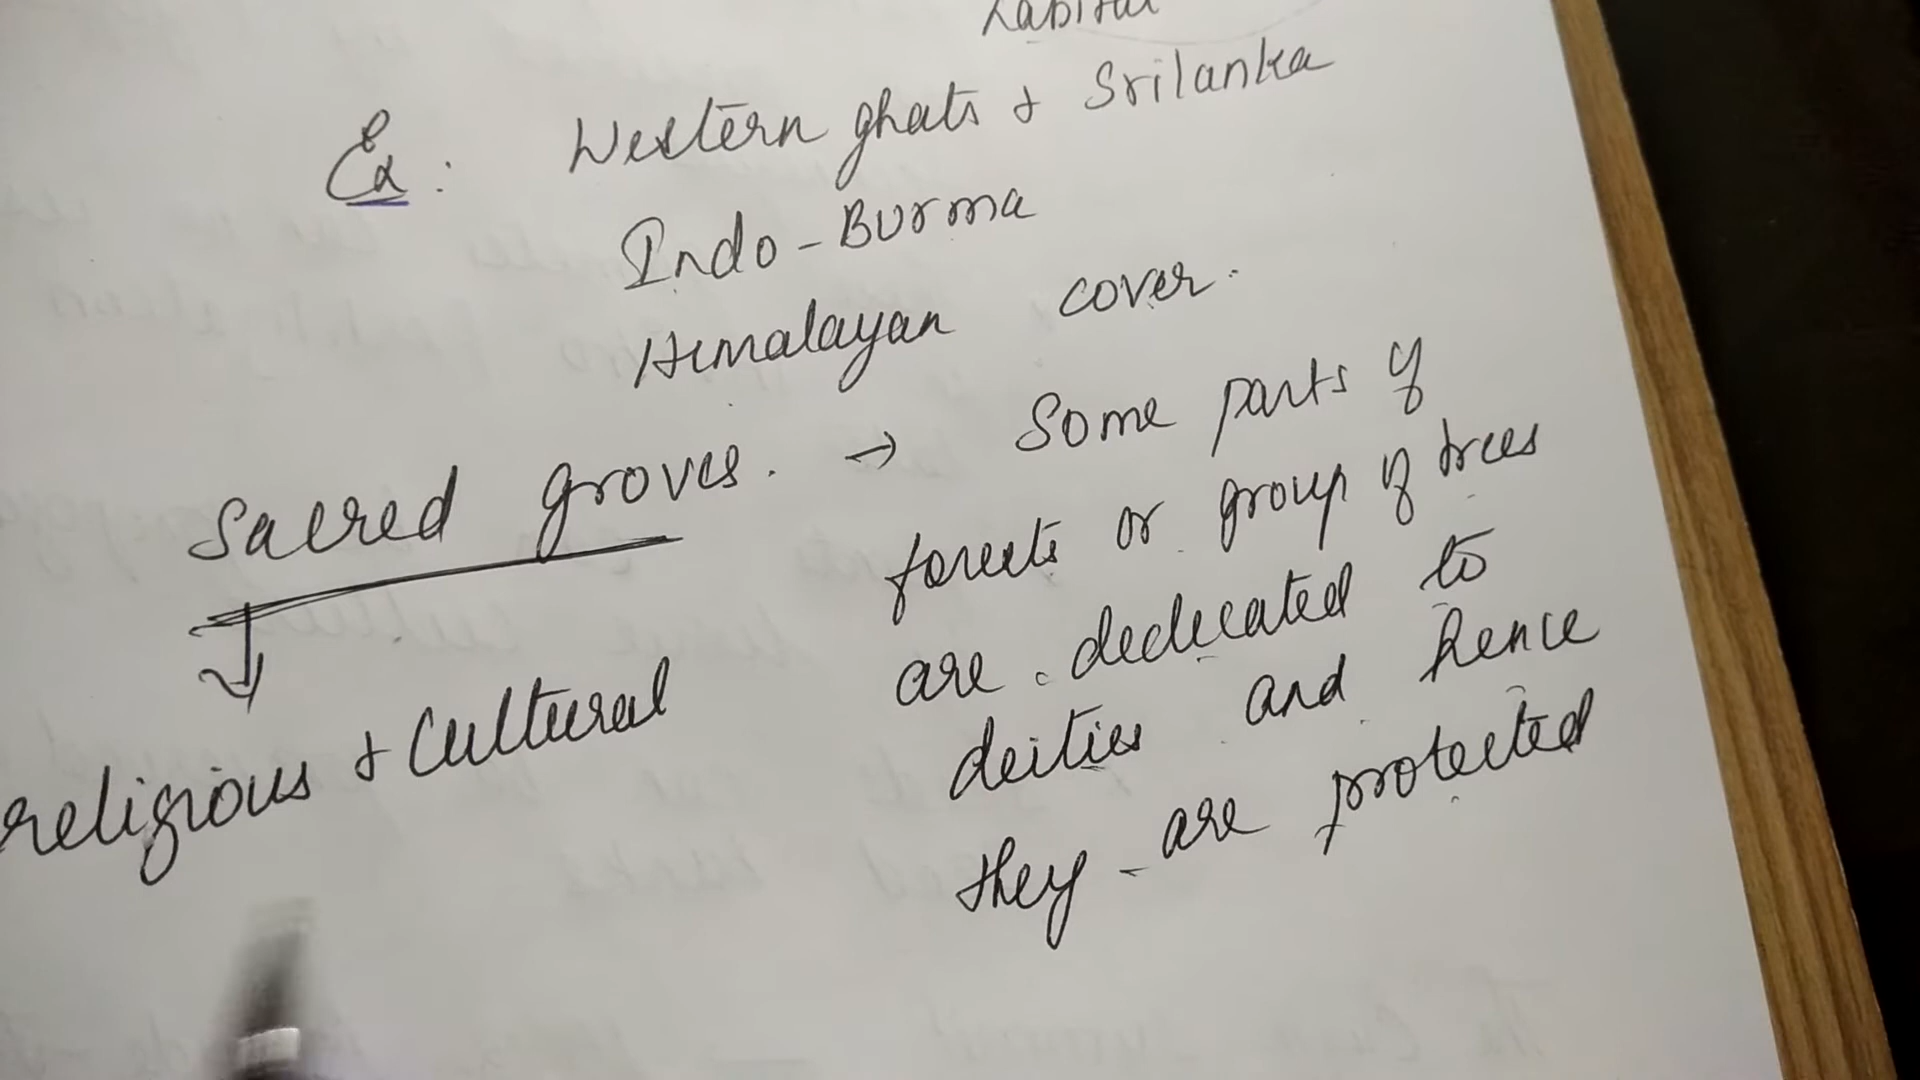 habitat
Ex: Western ghats & Srilanka
Indo-Burma
Himalayan cover.
Sacred groves. → Some parts of
forests or group of trees
are dedicated to
deities and hence
they are protected
↓
religious & Cultural